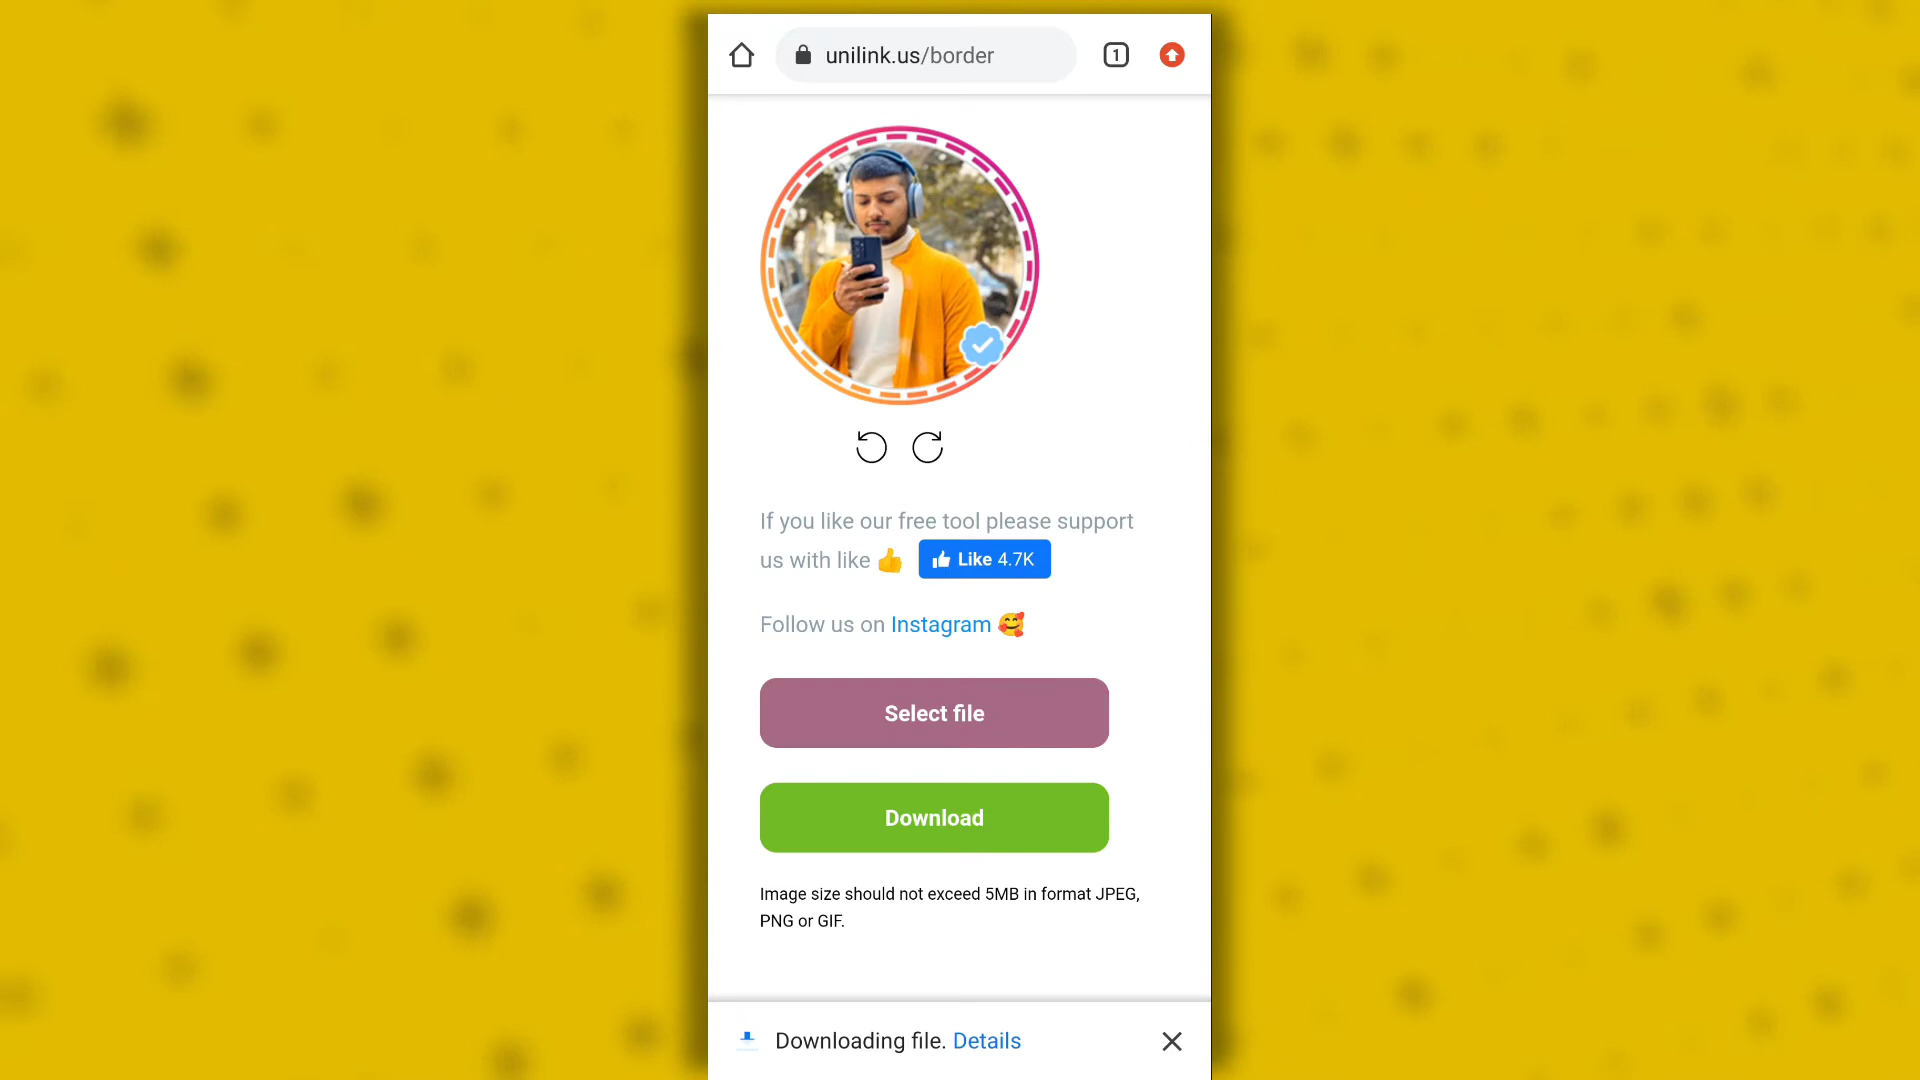 unilink.us/border
1
If you like our free tool please support
us with like 👍 Like 4.7K
Follow us on Instagram 🥰
Select file
Download
Image size should not exceed 5MB in format JPEG,
PNG or GIF.
Downloading file. Details